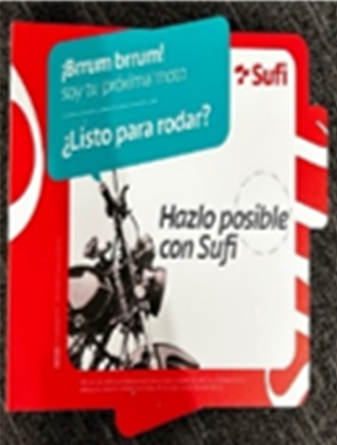 ¡Brrum brrum!
soy tu próxima moto
¿Listo para rodar?
Sufi
Hazlo posible
con Sufi